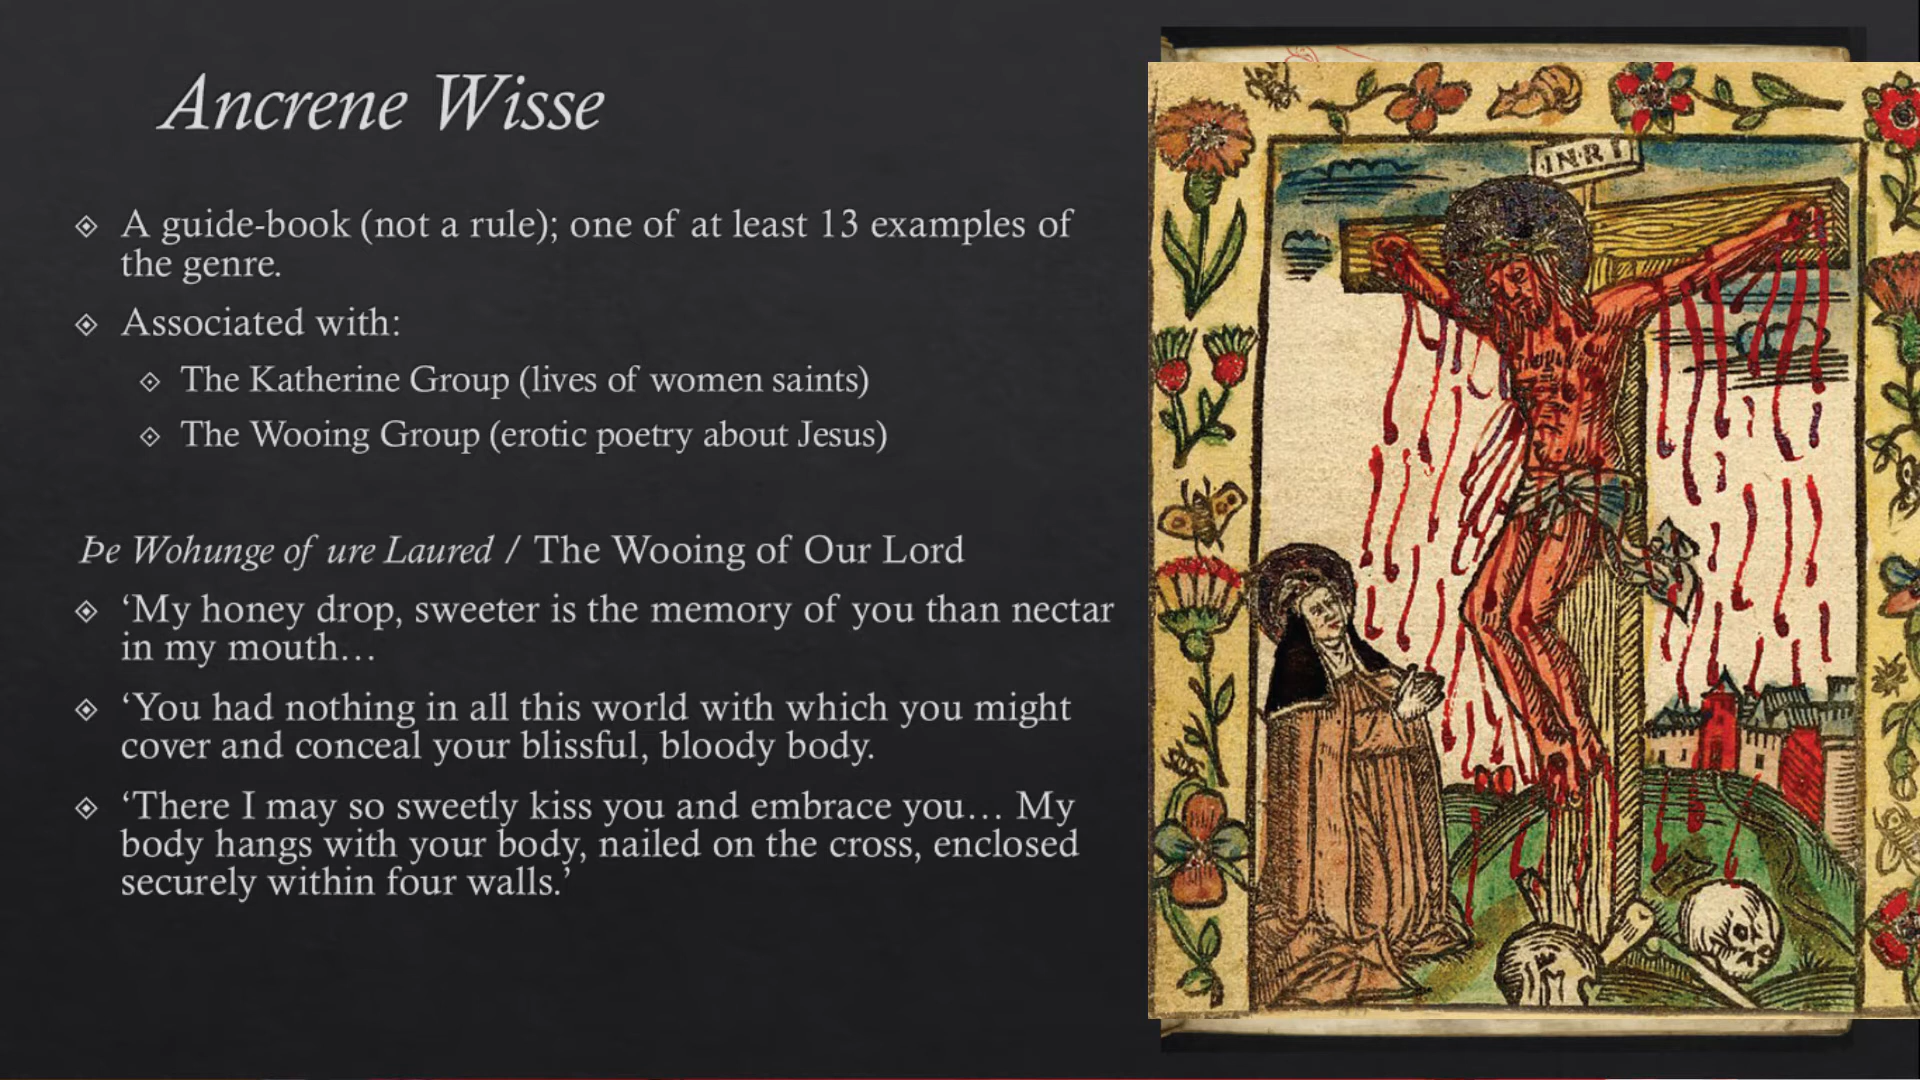 Ancrene Wisse
A guide-book (not a rule); one of at least 13 examples of
the genre.
Associated with:
The Katherine Group (lives of women saints)
The Wooing Group (erotic poetry about Jesus)
Þe Wohunge of ure Laured / The Wooing of Our Lord
‘My honey drop, sweeter is the memory of you than nectar
in my mouth…
‘You had nothing in all this world with which you might
cover and conceal your blissful, bloody body.
‘There I may so sweetly kiss you and embrace you… My
body hangs with your body, nailed on the cross, enclosed
securely within four walls.’
·I·N·R·I·